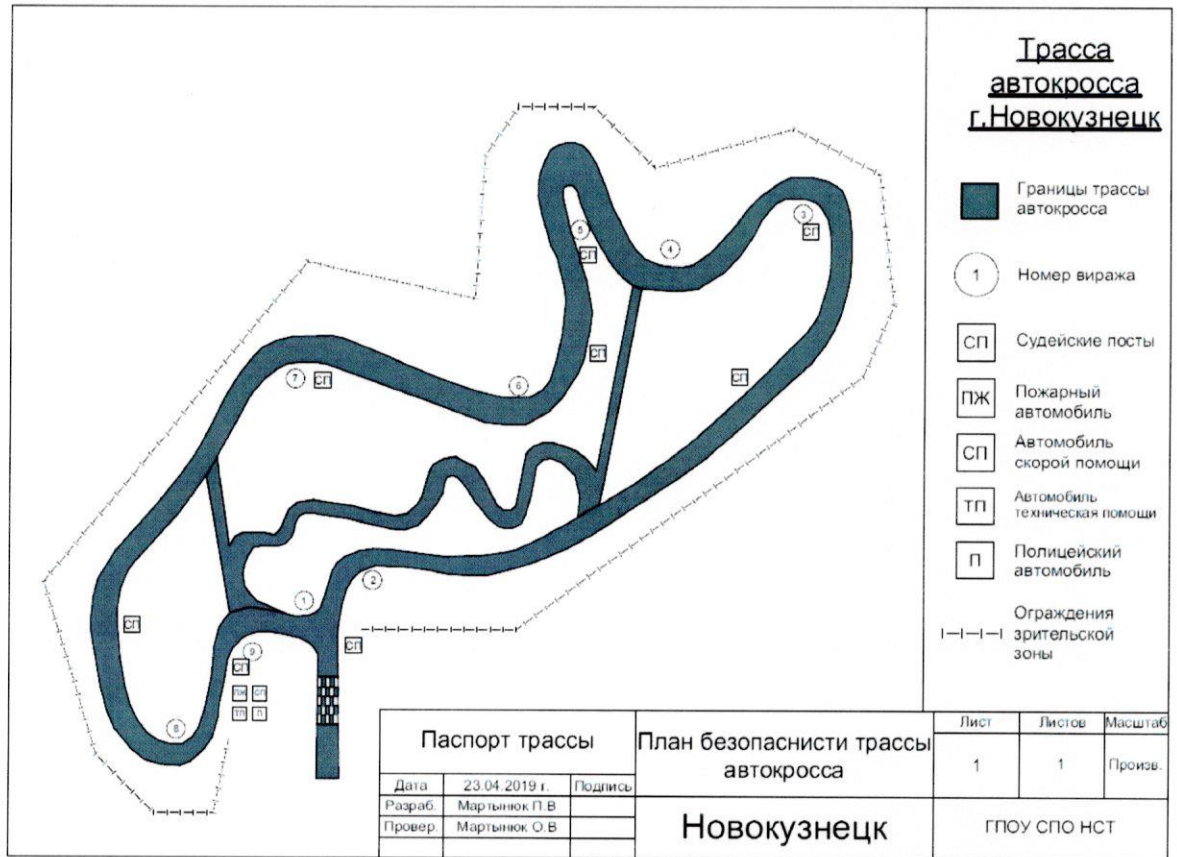 Трасса
автокросса
г.Новокузнецк
Границы трассы
автокросса
1
Номер виража
СП
Судейские посты
ПЖ
Пожарный
автомобиль
СП
Автомобиль
скорой помощи
ТП
Автомобиль
техническая помощи
П
Полицейский
автомобиль
Ограждения
зрительской
зоны
3
СП
5
4
СП
СП
7
СП
6
СП
1
2
СП
9
СП
СП
ПЖ СП
ТП П
8
Паспорт трассы
Дата 23.04.2019 г. Подпись
Разраб. Мартынюк П.В
Провер. Мартынюк О.В
План безопаснисти трассы
автокросса
Новокузнецк
Лист Листов Масштаб
1 1 Произв.
ГПОУ СПО НСТ